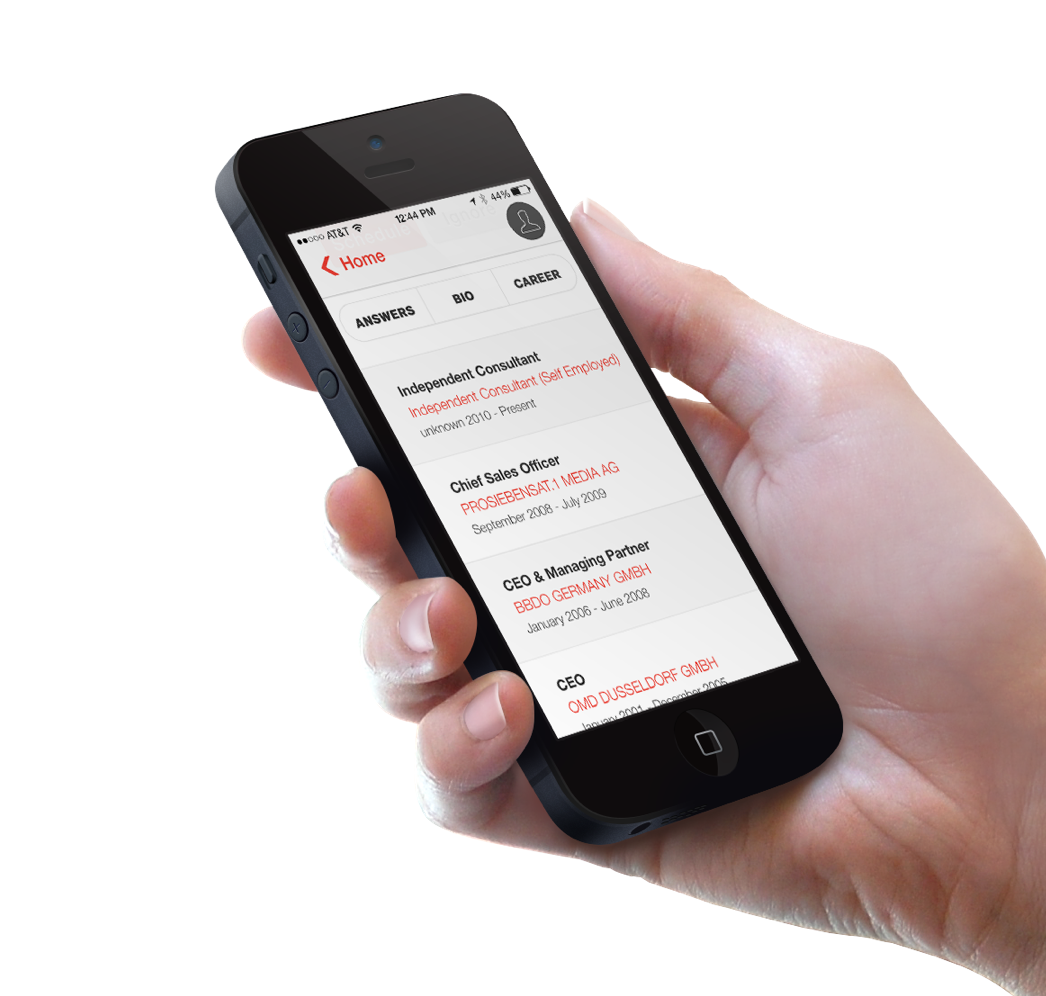 AT&T 12:44 PM 44%
Home
ANSWERS BIO CAREER
Independent Consultant
Independent Consultant (Self Employed)
unknown 2010 - Present
Chief Sales Officer
PROSIEBENSAT.1 MEDIA AG
September 2008 - July 2009
CEO & Managing Partner
BBDO GERMANY GMBH
January 2006 - June 2008
CEO
OMD DUSSELDORF GMBH
January 2001 - December 2005